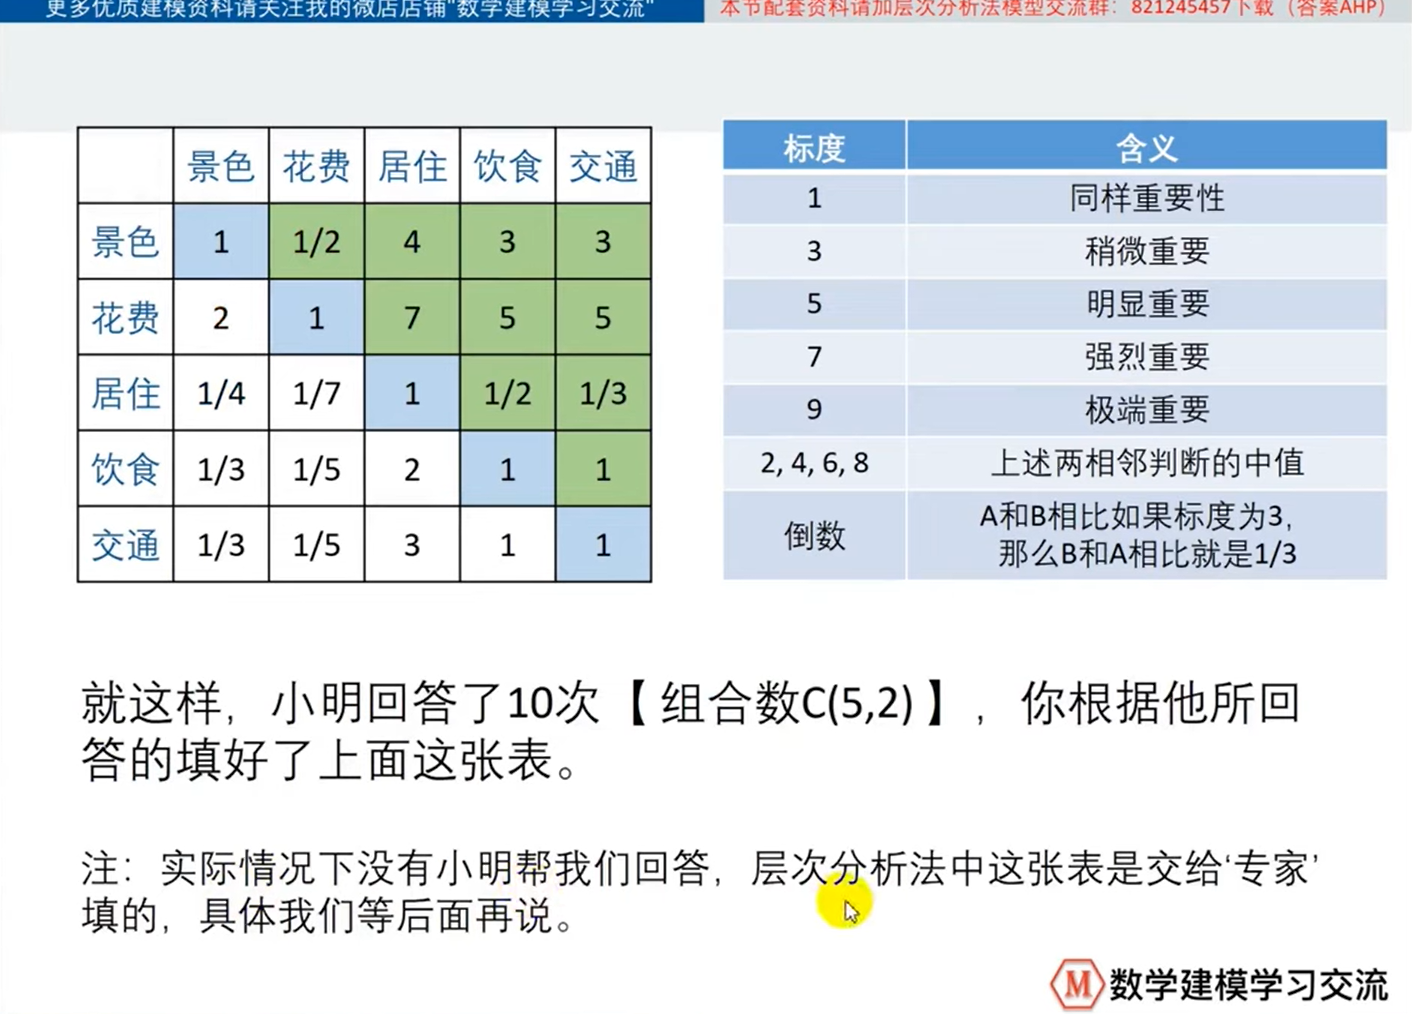 更多优质建模资料请关注我的微店店铺"数学建模学习交流"
本节配套资料请加层次分析法模型交流群：821245457下载（答案AHP）
景色 花费 居住 饮食 交通
景色 1 1/2 4 3 3
花费 2 1 7 5 5
居住 1/4 1/7 1 1/2 1/3
饮食 1/3 1/5 2 1 1
交通 1/3 1/5 3 1 1
标度 含义
1 同样重要性
3 稍微重要
5 明显重要
7 强烈重要
9 极端重要
2, 4, 6, 8 上述两相邻判断的中值
倒数 A和B相比如果标度为3，
那么B和A相比就是1/3
就这样，小明回答了10次【组合数C(5,2)】，你根据他所回
答的填好了上面这张表。
注：实际情况下没有小明帮我们回答，层次分析法中这张表是交给‘专家’
填的，具体我们等后面再说。
M 数学建模学习交流